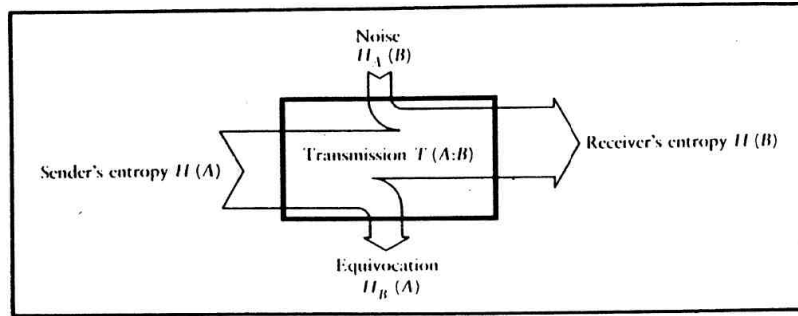 Noise
H_A (B)
Transmission T (A:B)
Sender's entropy H (A)
Receiver's entropy H (B)
Equivocation
H_B (A)